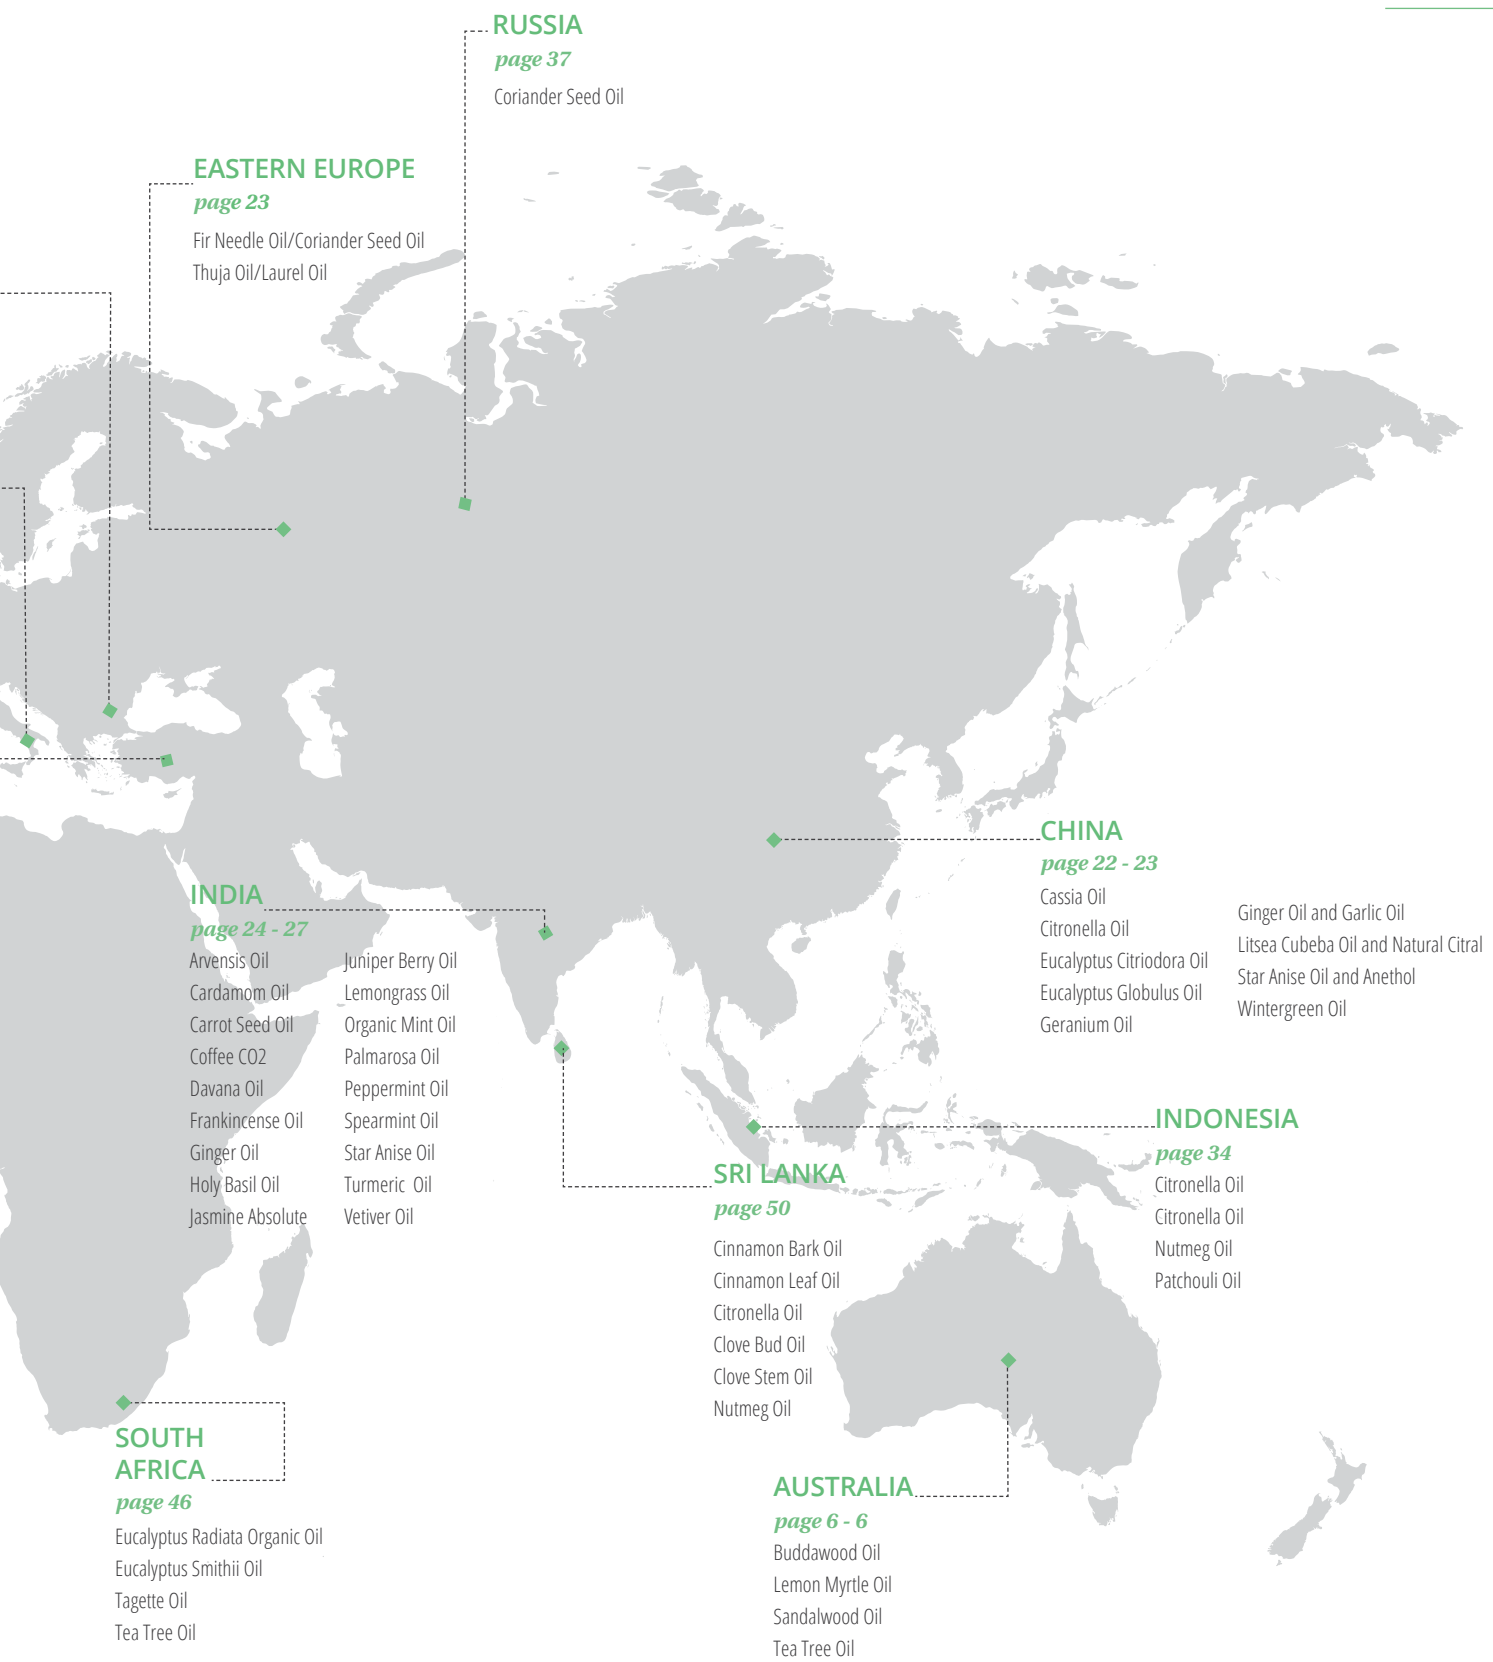 RUSSIA
page 37
Coriander Seed Oil
EASTERN EUROPE
page 23
Fir Needle Oil/Coriander Seed Oil
Thuja Oil/Laurel Oil
CHINA
page 22 - 23
Cassia Oil
Citronella Oil
Eucalyptus Citriodora Oil
Eucalyptus Globulus Oil
Geranium Oil
Ginger Oil and Garlic Oil
Litsea Cubeba Oil and Natural Citral
Star Anise Oil and Anethol
Wintergreen Oil
INDIA
page 24 - 27
Arvensis Oil
Cardamom Oil
Carrot Seed Oil
Coffee CO2
Davana Oil
Frankincense Oil
Ginger Oil
Holy Basil Oil
Jasmine Absolute
Juniper Berry Oil
Lemongrass Oil
Organic Mint Oil
Palmarosa Oil
Peppermint Oil
Spearmint Oil
Star Anise Oil
Turmeric  Oil
Vetiver Oil
INDONESIA
page 34
Citronella Oil
Citronella Oil
Nutmeg Oil
Patchouli Oil
SRI LANKA
page 50
Cinnamon Bark Oil
Cinnamon Leaf Oil
Citronella Oil
Clove Bud Oil
Clove Stem Oil
Nutmeg Oil
SOUTH
AFRICA
page 46
Eucalyptus Radiata Organic Oil
Eucalyptus Smithii Oil
Tagette Oil
Tea Tree Oil
AUSTRALIA
page 6 - 6
Buddawood Oil
Lemon Myrtle Oil
Sandalwood Oil
Tea Tree Oil